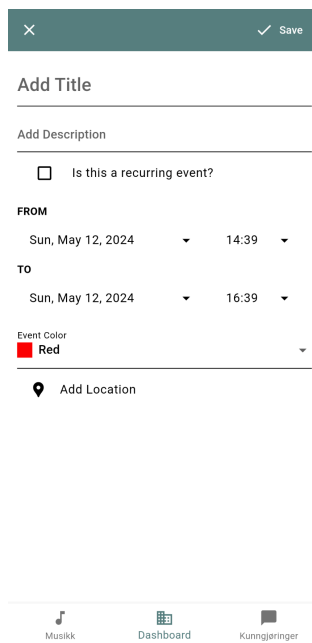 Save
Add Title
Add Description
Is this a recurring event?
FROM
Sun, May 12, 2024 14:39
TO
Sun, May 12, 2024 16:39
Event Color
Red
Add Location
Musikk Dashboard Kunngjøringer